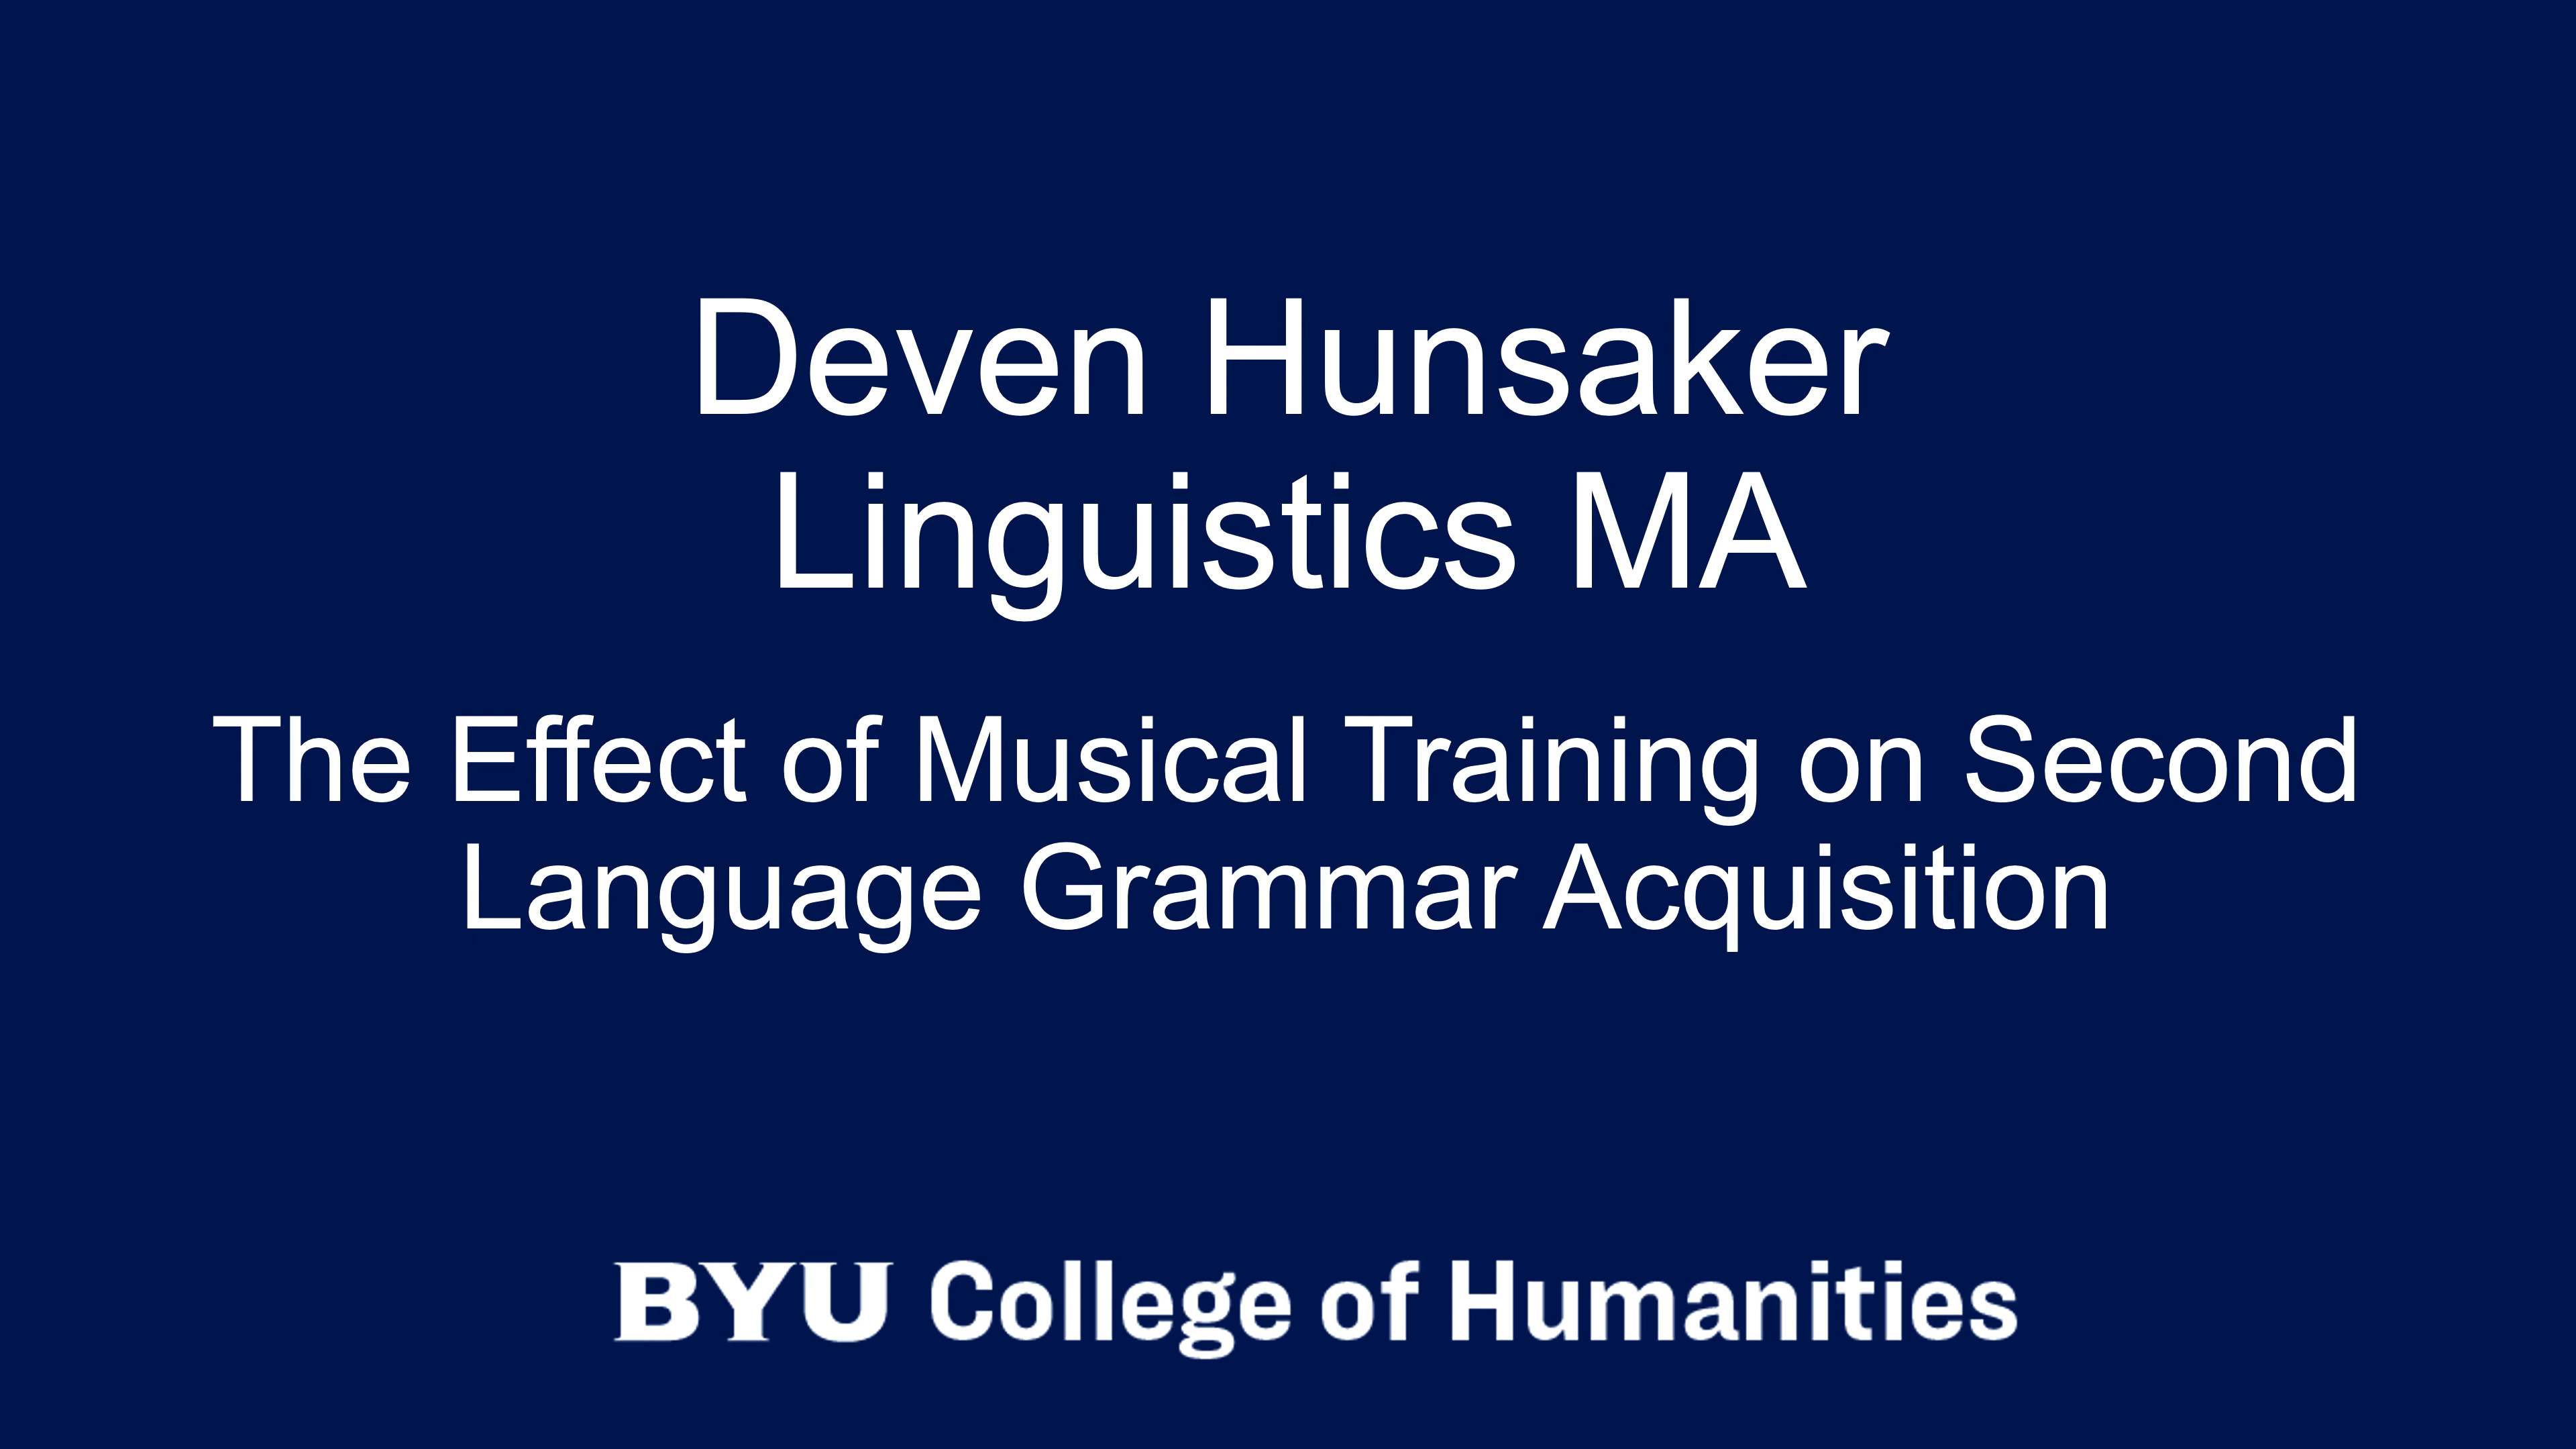 Deven Hunsaker
Linguistics MA
The Effect of Musical Training on Second
Language Grammar Acquisition
BYU College of Humanities